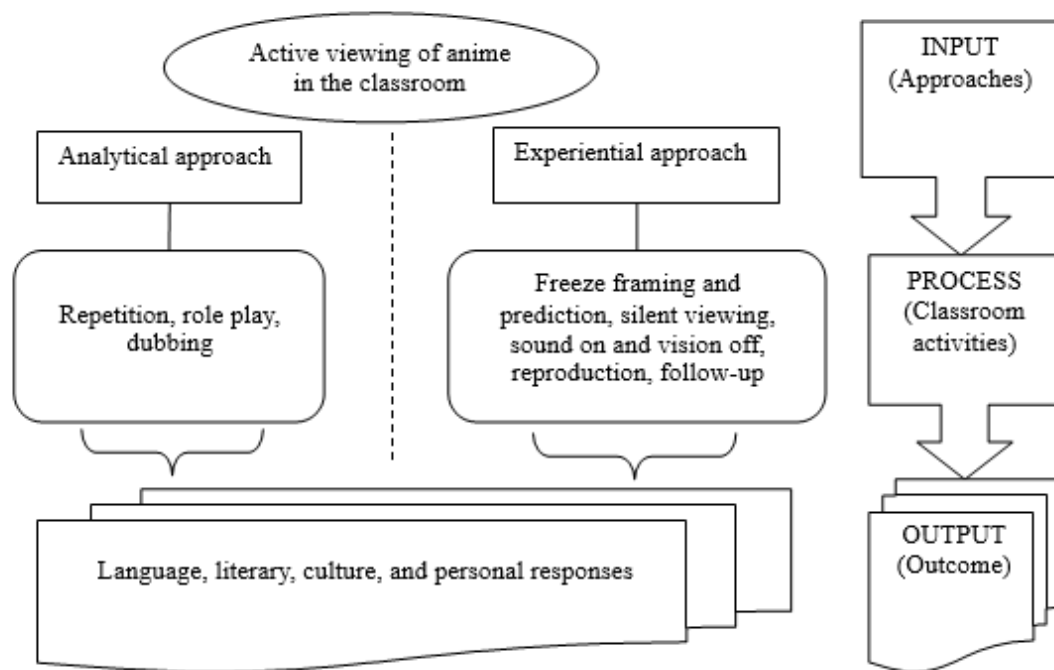 Active viewing of anime
in the classroom
INPUT
(Approaches)
Analytical approach
Experiential approach
Repetition, role play,
dubbing
Freeze framing and
prediction, silent viewing,
sound on and vision off,
reproduction, follow-up
PROCESS
(Classroom
activities)
Language, literary, culture, and personal responses
OUTPUT
(Outcome)